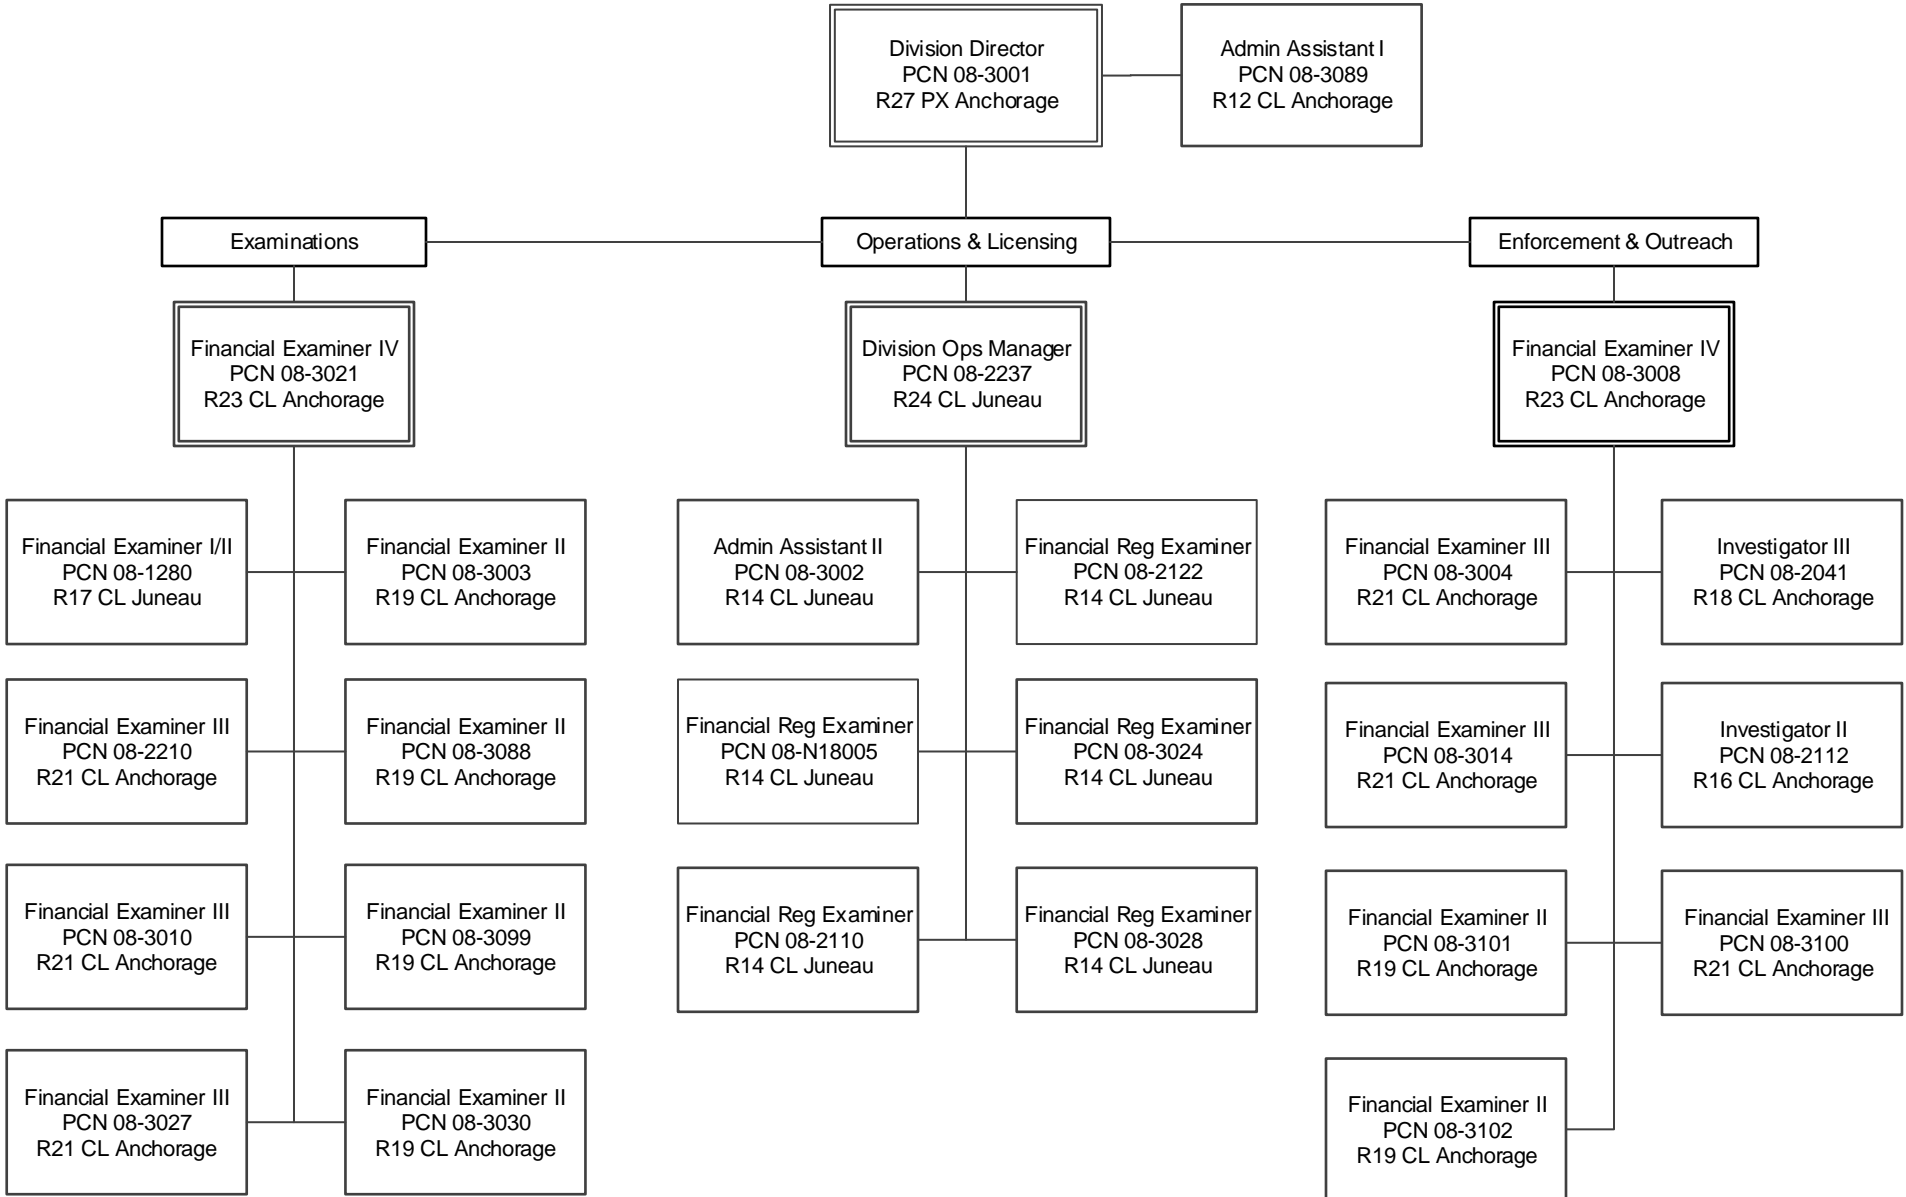 Division Director
PCN 08-3001
R27 PX Anchorage
Admin Assistant I
PCN 08-3089
R12 CL Anchorage
Examinations
Operations & Licensing
Enforcement & Outreach
Financial Examiner IV
PCN 08-3021
R23 CL Anchorage
Division Ops Manager
PCN 08-2237
R24 CL Juneau
Financial Examiner IV
PCN 08-3008
R23 CL Anchorage
Financial Examiner I/II
PCN 08-1280
R17 CL Juneau
Financial Examiner II
PCN 08-3003
R19 CL Anchorage
Admin Assistant II
PCN 08-3002
R14 CL Juneau
Financial Reg Examiner
PCN 08-2122
R14 CL Juneau
Financial Examiner III
PCN 08-3004
R21 CL Anchorage
Investigator III
PCN 08-2041
R18 CL Anchorage
Financial Examiner III
PCN 08-2210
R21 CL Anchorage
Financial Examiner II
PCN 08-3088
R19 CL Anchorage
Financial Reg Examiner
PCN 08-N18005
R14 CL Juneau
Financial Reg Examiner
PCN 08-3024
R14 CL Juneau
Financial Examiner III
PCN 08-3014
R21 CL Anchorage
Investigator II
PCN 08-2112
R16 CL Anchorage
Financial Examiner III
PCN 08-3010
R21 CL Anchorage
Financial Examiner II
PCN 08-3099
R19 CL Anchorage
Financial Reg Examiner
PCN 08-2110
R14 CL Juneau
Financial Reg Examiner
PCN 08-3028
R14 CL Juneau
Financial Examiner II
PCN 08-3101
R19 CL Anchorage
Financial Examiner III
PCN 08-3100
R21 CL Anchorage
Financial Examiner III
PCN 08-3027
R21 CL Anchorage
Financial Examiner II
PCN 08-3030
R19 CL Anchorage
Financial Examiner II
PCN 08-3102
R19 CL Anchorage